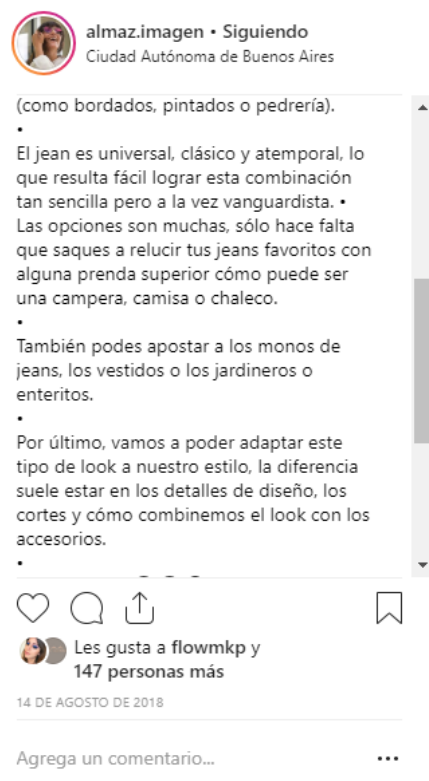 almaz.imagen • Siguiendo
Ciudad Autónoma de Buenos Aires
(como bordados, pintados o pedrería).
•
El jean es universal, clásico y atemporal, lo
que resulta fácil lograr esta combinación
tan sencilla pero a la vez vanguardista. •
Las opciones son muchas, sólo hace falta
que saques a relucir tus jeans favoritos con
alguna prenda superior cómo puede ser
una campera, camisa o chaleco.
•
También podes apostar a los monos de
jeans, los vestidos o los jardineros o
enteritos.
•
Por último, vamos a poder adaptar este
tipo de look a nuestro estilo, la diferencia
suele estar en los detalles de diseño, los
cortes y cómo combinemos el look con los
accesorios.
•
Les gusta a flowmkp y
147 personas más
14 DE AGOSTO DE 2018
Agrega un comentario...